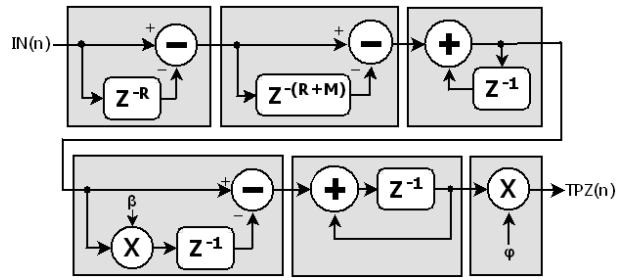 IN(n)
+
−
−
Z-R
+
−
−
Z-(R+M)
+
Z-1
+
−
−
β
X
Z-1
+
Z-1
X
TPZ(n)
φ